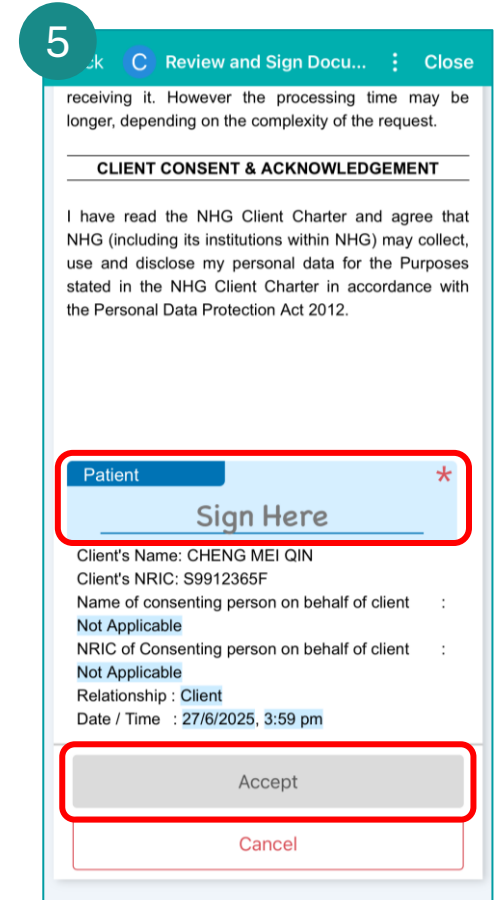 5
ck C Review and Sign Docu... ⋮ Close
receiving it. However the processing time may be
longer, depending on the complexity of the request.
CLIENT CONSENT & ACKNOWLEDGEMENT
I have read the NHG Client Charter and agree that
NHG (including its institutions within NHG) may collect,
use and disclose my personal data for the Purposes
stated in the NHG Client Charter in accordance with
the Personal Data Protection Act 2012.
Patient *
Sign Here
Client's Name: CHENG MEI QIN
Client's NRIC: S9912365F
Name of consenting person on behalf of client :
Not Applicable
NRIC of Consenting person on behalf of client :
Not Applicable
Relationship : Client
Date / Time : 27/6/2025, 3:59 pm
Accept
Cancel